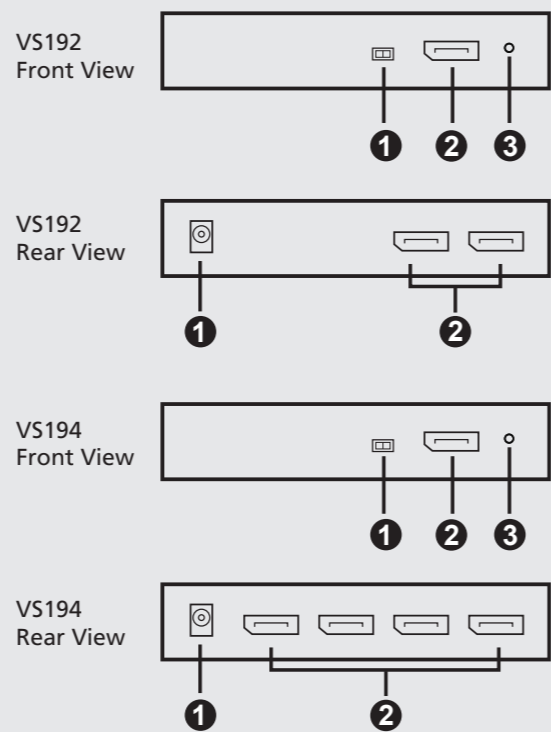 VS192
Front View
1 2 3
VS192
Rear View
1 2
VS194
Front View
1 2 3
VS194
Rear View
1 2